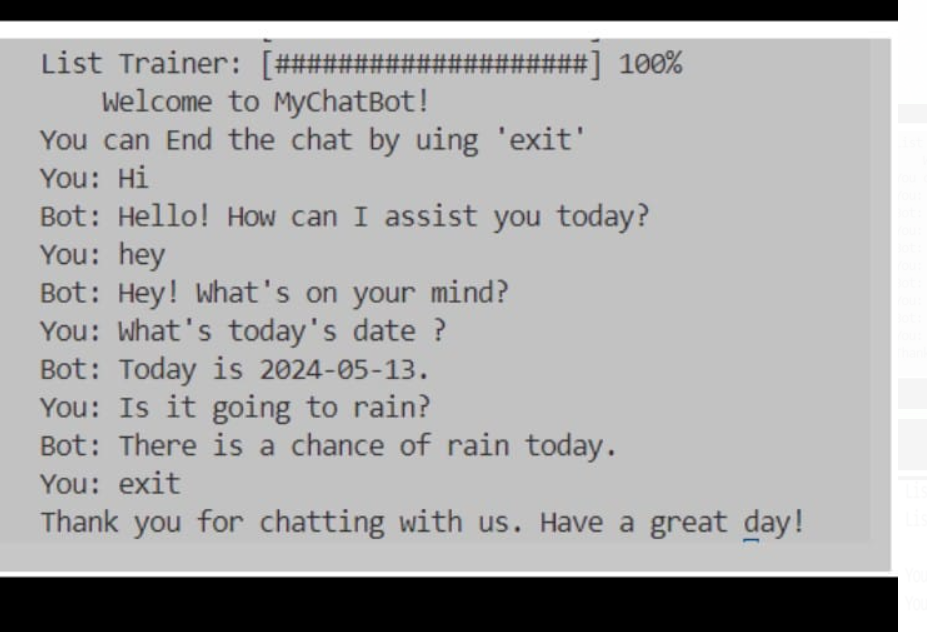 List Trainer: [####################] 100%
Welcome to MyChatBot!
You can End the chat by uing 'exit'
You: Hi
Bot: Hello! How can I assist you today?
You: hey
Bot: Hey! What's on your mind?
You: What's today's date ?
Bot: Today is 2024-05-13.
You: Is it going to rain?
Bot: There is a chance of rain today.
You: exit
Thank you for chatting with us. Have a great day!